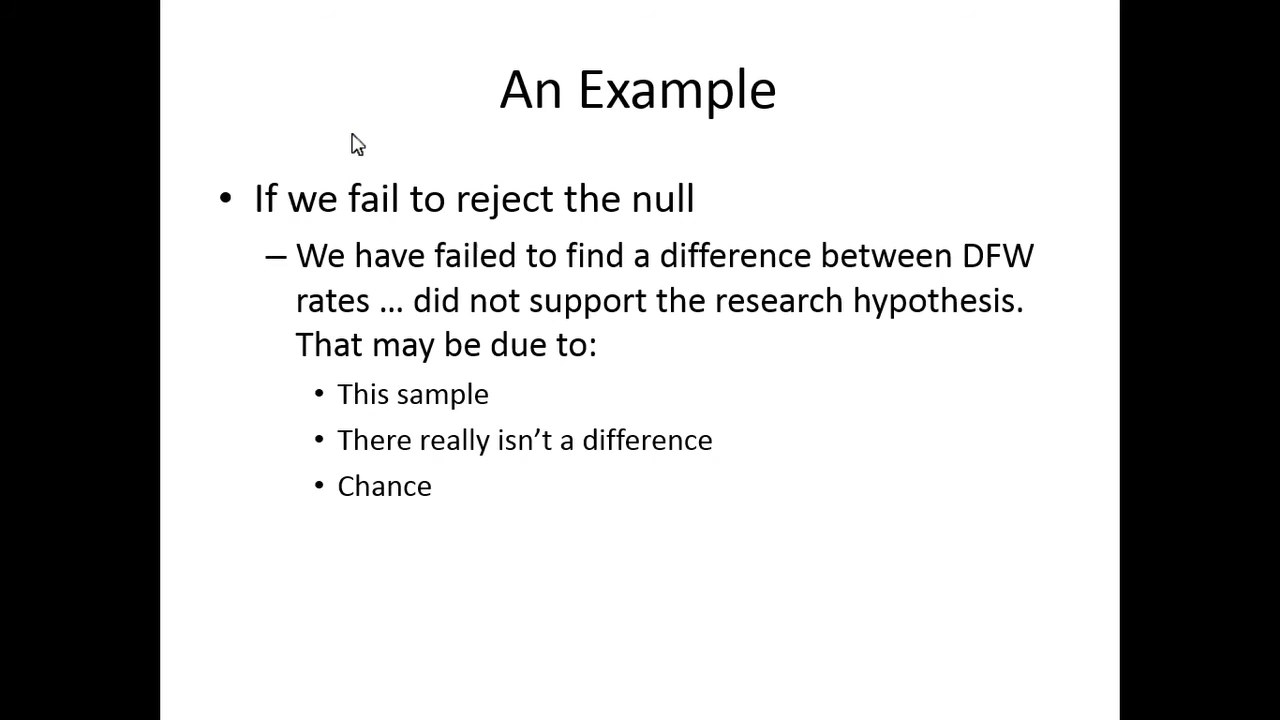 An Example
• If we fail to reject the null
– We have failed to find a difference between DFW
rates … did not support the research hypothesis.
That may be due to:
• This sample
• There really isn’t a difference
• Chance